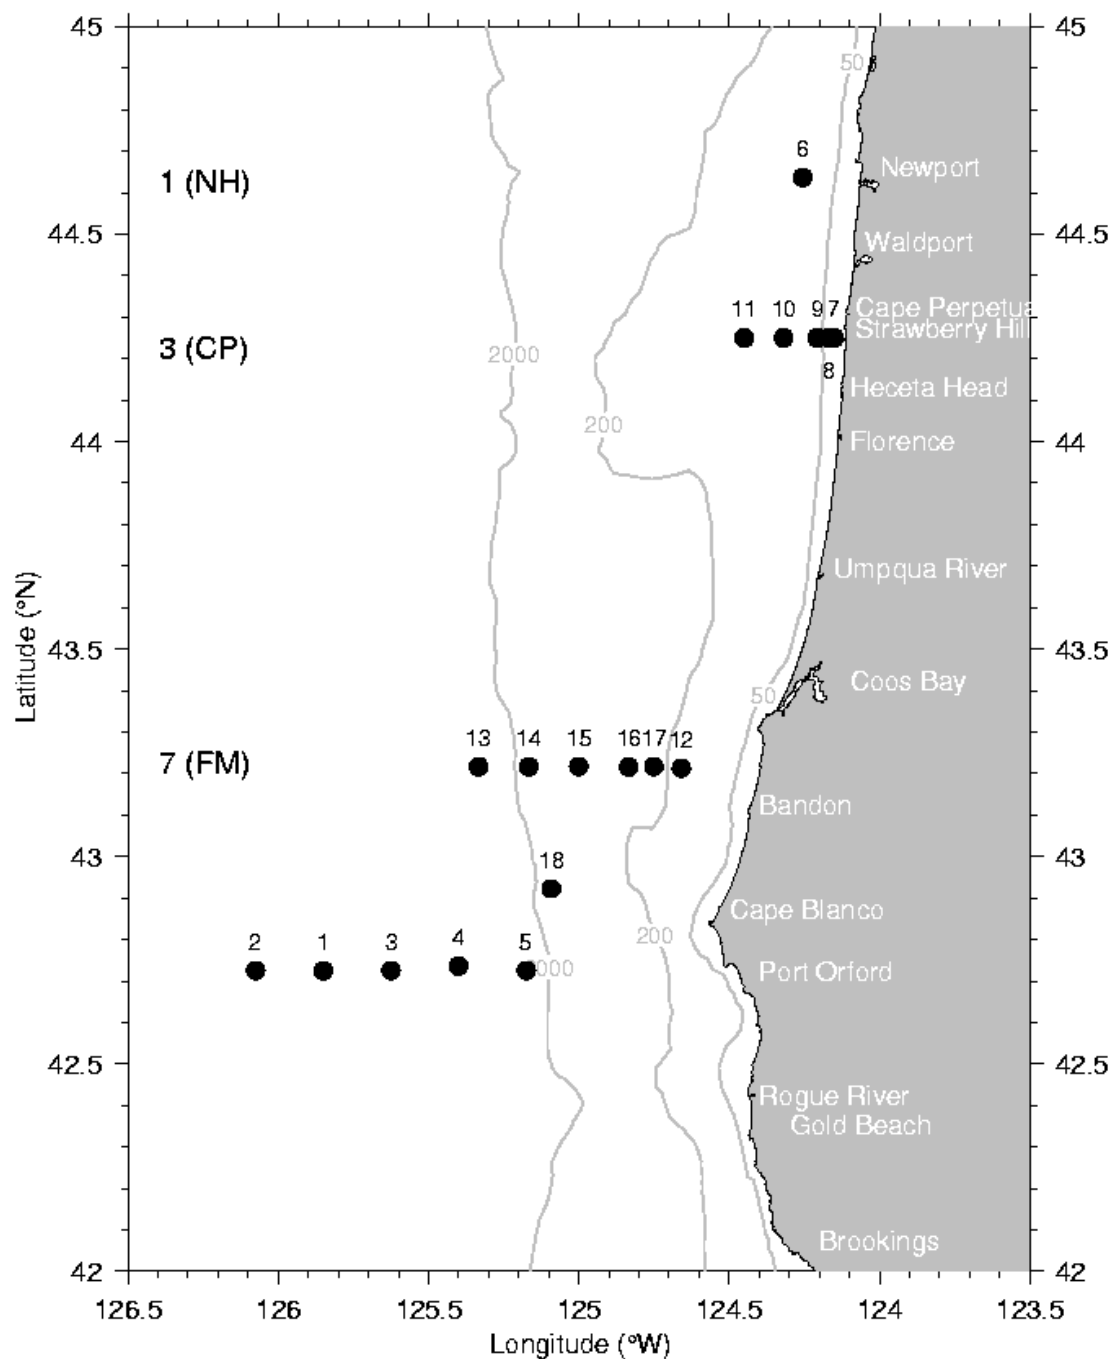 45
45
50
6
1 (NH)
Newport
44.5
44.5
Waldport
11 10 9 7
Cape Perpetua
Strawberry Hill
3 (CP)
2000
8
Heceta Head
200
44
Florence
44
Umpqua River
Latitude (°N)
43.5
43.5
Coos Bay
50
7 (FM)
13 14 15 16 17 12
Bandon
43
43
18
Cape Blanco
200
2 1 3 4 5
000
Port Orford
42.5
42.5
Rogue River
Gold Beach
Brookings
42
42
126.5 126 125.5 125 124.5 124 123.5
Longitude (°W)